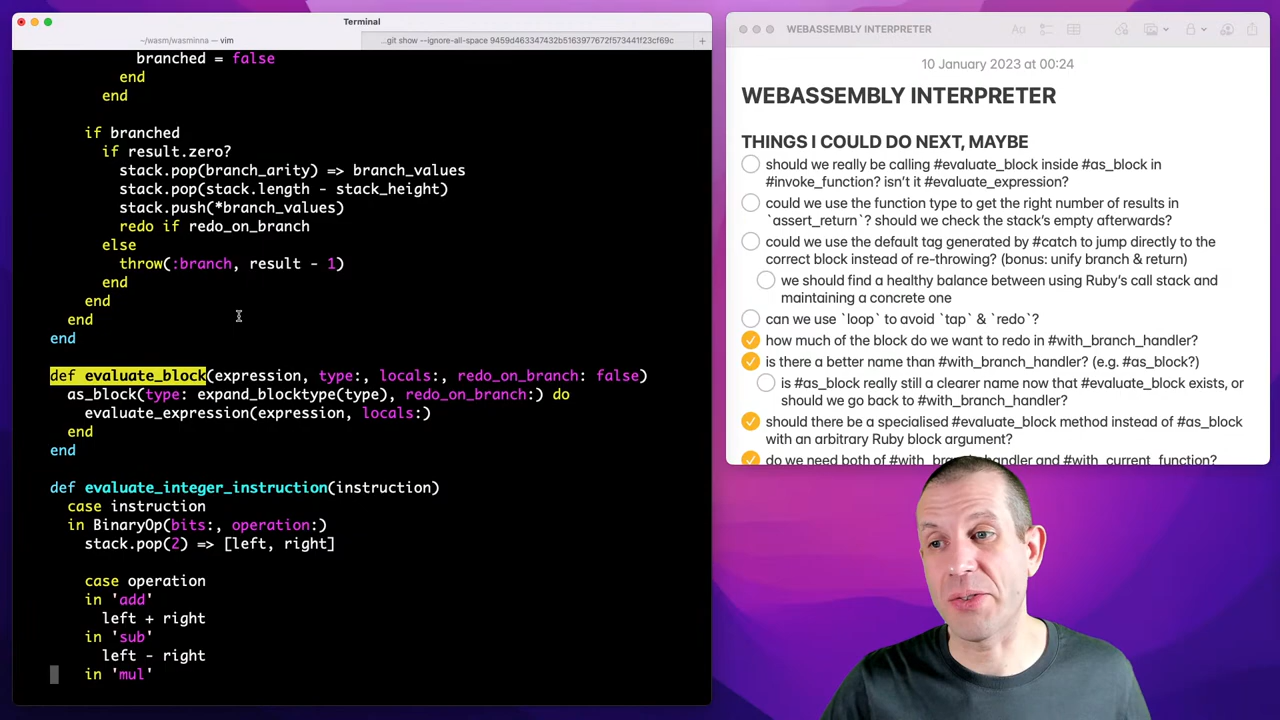 Terminal
~/wasm/wasminna — vim
...git show --ignore-all-space 9459d463347432b5163977672f573441f23cf69c
+
branched = false
end
end
if branched
if result.zero?
stack.pop(branch_arity) => branch_values
stack.pop(stack.length - stack_height)
stack.push(*branch_values)
redo if redo_on_branch
else
throw(:branch, result - 1)
end
end
end
end
def evaluate_block(expression, type:, locals:, redo_on_branch: false)
as_block(type: expand_blocktype(type), redo_on_branch:) do
evaluate_expression(expression, locals:)
end
end
def evaluate_integer_instruction(instruction)
case instruction
in BinaryOp(bits:, operation:)
stack.pop(2) => [left, right]
case operation
in 'add'
left + right
in 'sub'
left - right
in 'mul'
WEBASSEMBLY INTERPRETER
Aa
10 January 2023 at 00:24
WEBASSEMBLY INTERPRETER
THINGS I COULD DO NEXT, MAYBE
should we really be calling #evaluate_block inside #as_block in
#invoke_function? isn't it #evaluate_expression?
could we use the function type to get the right number of results in
`assert_return`? should we check the stack's empty afterwards?
could we use the default tag generated by #catch to jump directly to the
correct block instead of re-throwing? (bonus: unify branch & return)
we should find a healthy balance between using Ruby's call stack and
maintaining a concrete one
can we use `loop` to avoid `tap` & `redo`?
how much of the block do we want to redo in #with_branch_handler?
is there a better name than #with_branch_handler? (e.g. #as_block?)
is #as_block really still a clearer name now that #evaluate_block exists, or
should we go back to #with_branch_handler?
should there be a specialised #evaluate_block method instead of #as_block
with an arbitrary Ruby block argument?
do we need both of #with_branch_handler and #with_current_function?